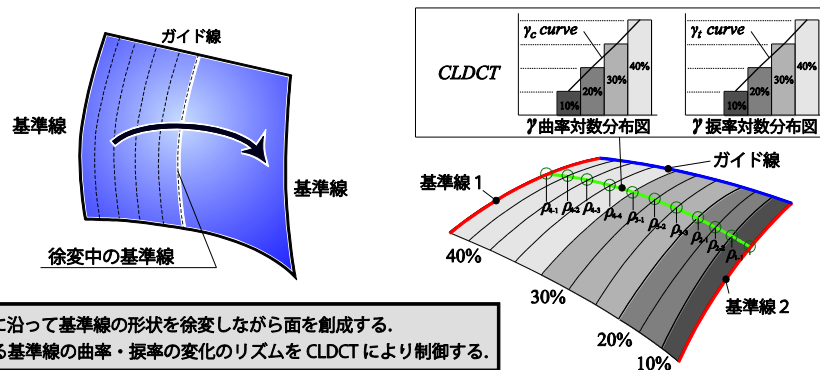 ガイド線
基準線
基準線
徐変中の基準線
に沿って基準線の形状を徐変しながら面を創成する.
る基準線の曲率・捩率の変化のリズムを CLDCT により制御する.
CLDCT
γc curve
10%
20%
30%
40%
γ曲率対数分布図
γt curve
10%
20%
30%
40%
γ捩率対数分布図
ガイド線
基準線1
ρ4-1 ρ4-2 ρ4-3 ρ4-4 ρ3-1 ρ3-2 ρ3-3 ρ2-1 ρ2-2 ρ1-1
40%
30%
20%
10%
基準線2